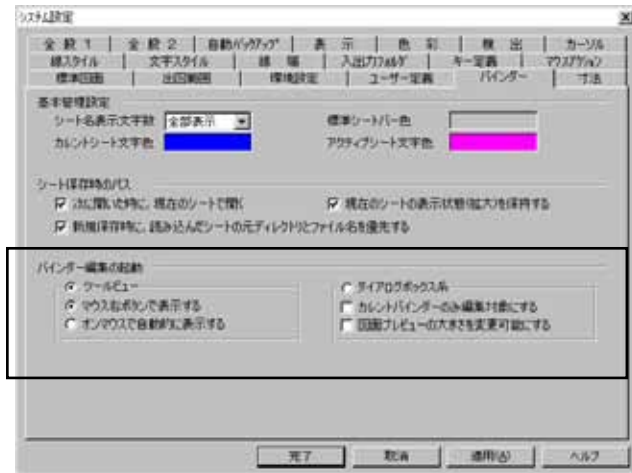 システム設定
全般1 全般2 自動バックアップ 表示 色彩 検出 カーソル
線スタイル 文字スタイル 線幅 入出力フォルダ キー定義 マウスアクション
標準図面 出図範囲 環境設定 ユーザー定義 バインダー 寸法
基本管理設定
シート名表示文字数 全部表示 標準シートバー色
カレントシート文字色 アクティブシート文字色
シート保存時のパス
次に開いた時に、現在のシートで開く 現在のシートの表示状態(拡大)を保持する
新規保存時に、読み込んだシートの元ディレクトリとファイル名を優先する
バインダー編集の起動
ツールビュー ダイアログボックス系
マウス右ボタンで表示する カレントバインダーのみ編集対象にする
オンマウスで自動的に表示する 図面プレビューの大きさを変更可能にする
完了 取消 適用(A) ヘルプ